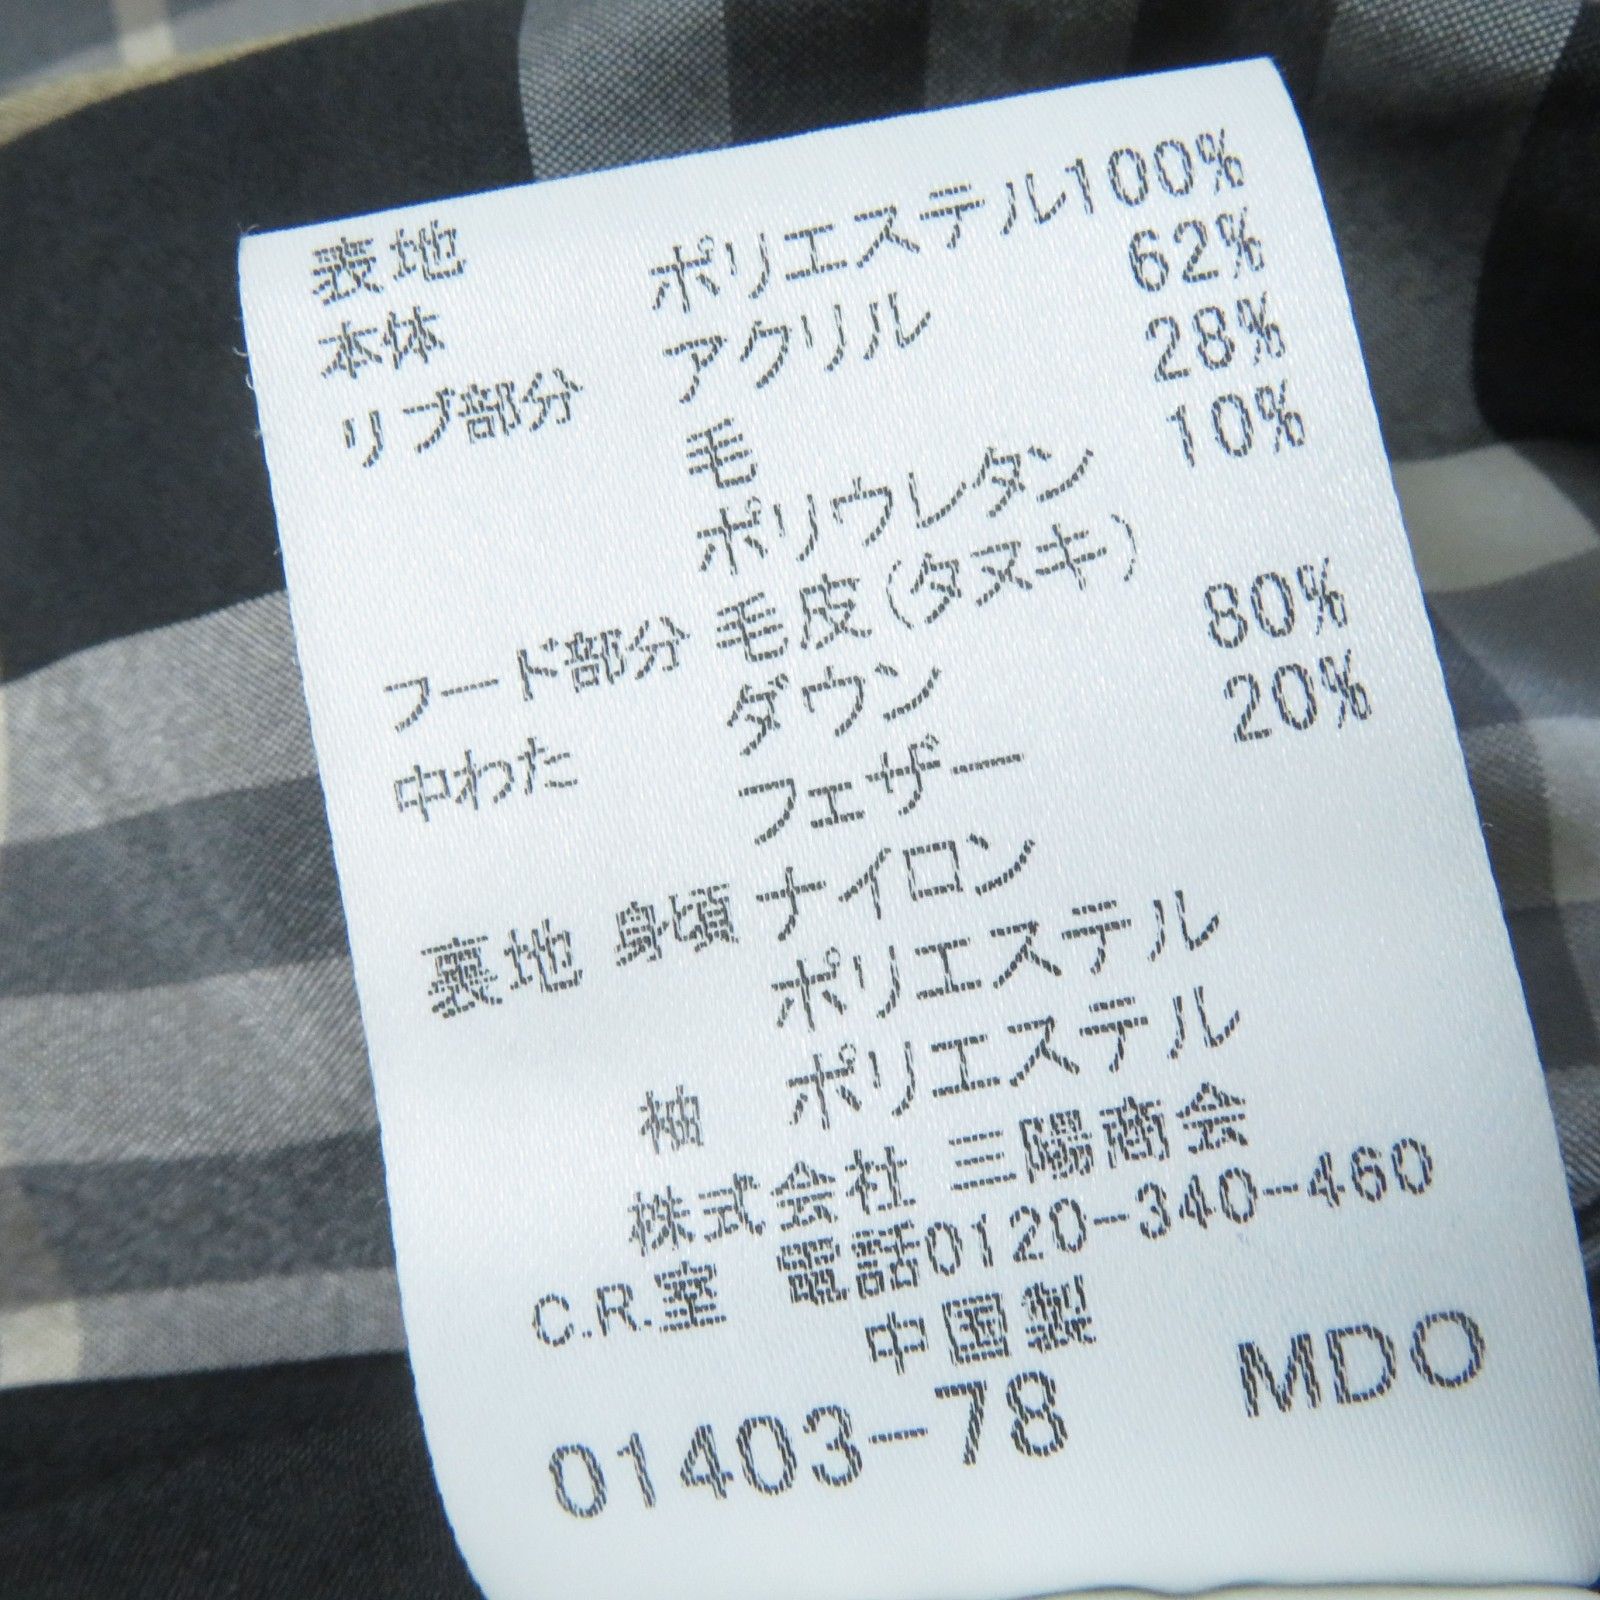 表地
本体 ポリエステル100%
リブ部分 アクリル 62%
毛 28%
ポリウレタン 10%
フード部分 毛皮(タヌキ)
中わた ダウン 80%
フェザー 20%
裏地 身頃 ナイロン
ポリエステル
袖 ポリエステル
株式会社 三陽商会
C.R.室 電話0120-340-460
中国製
01403-78 MDO